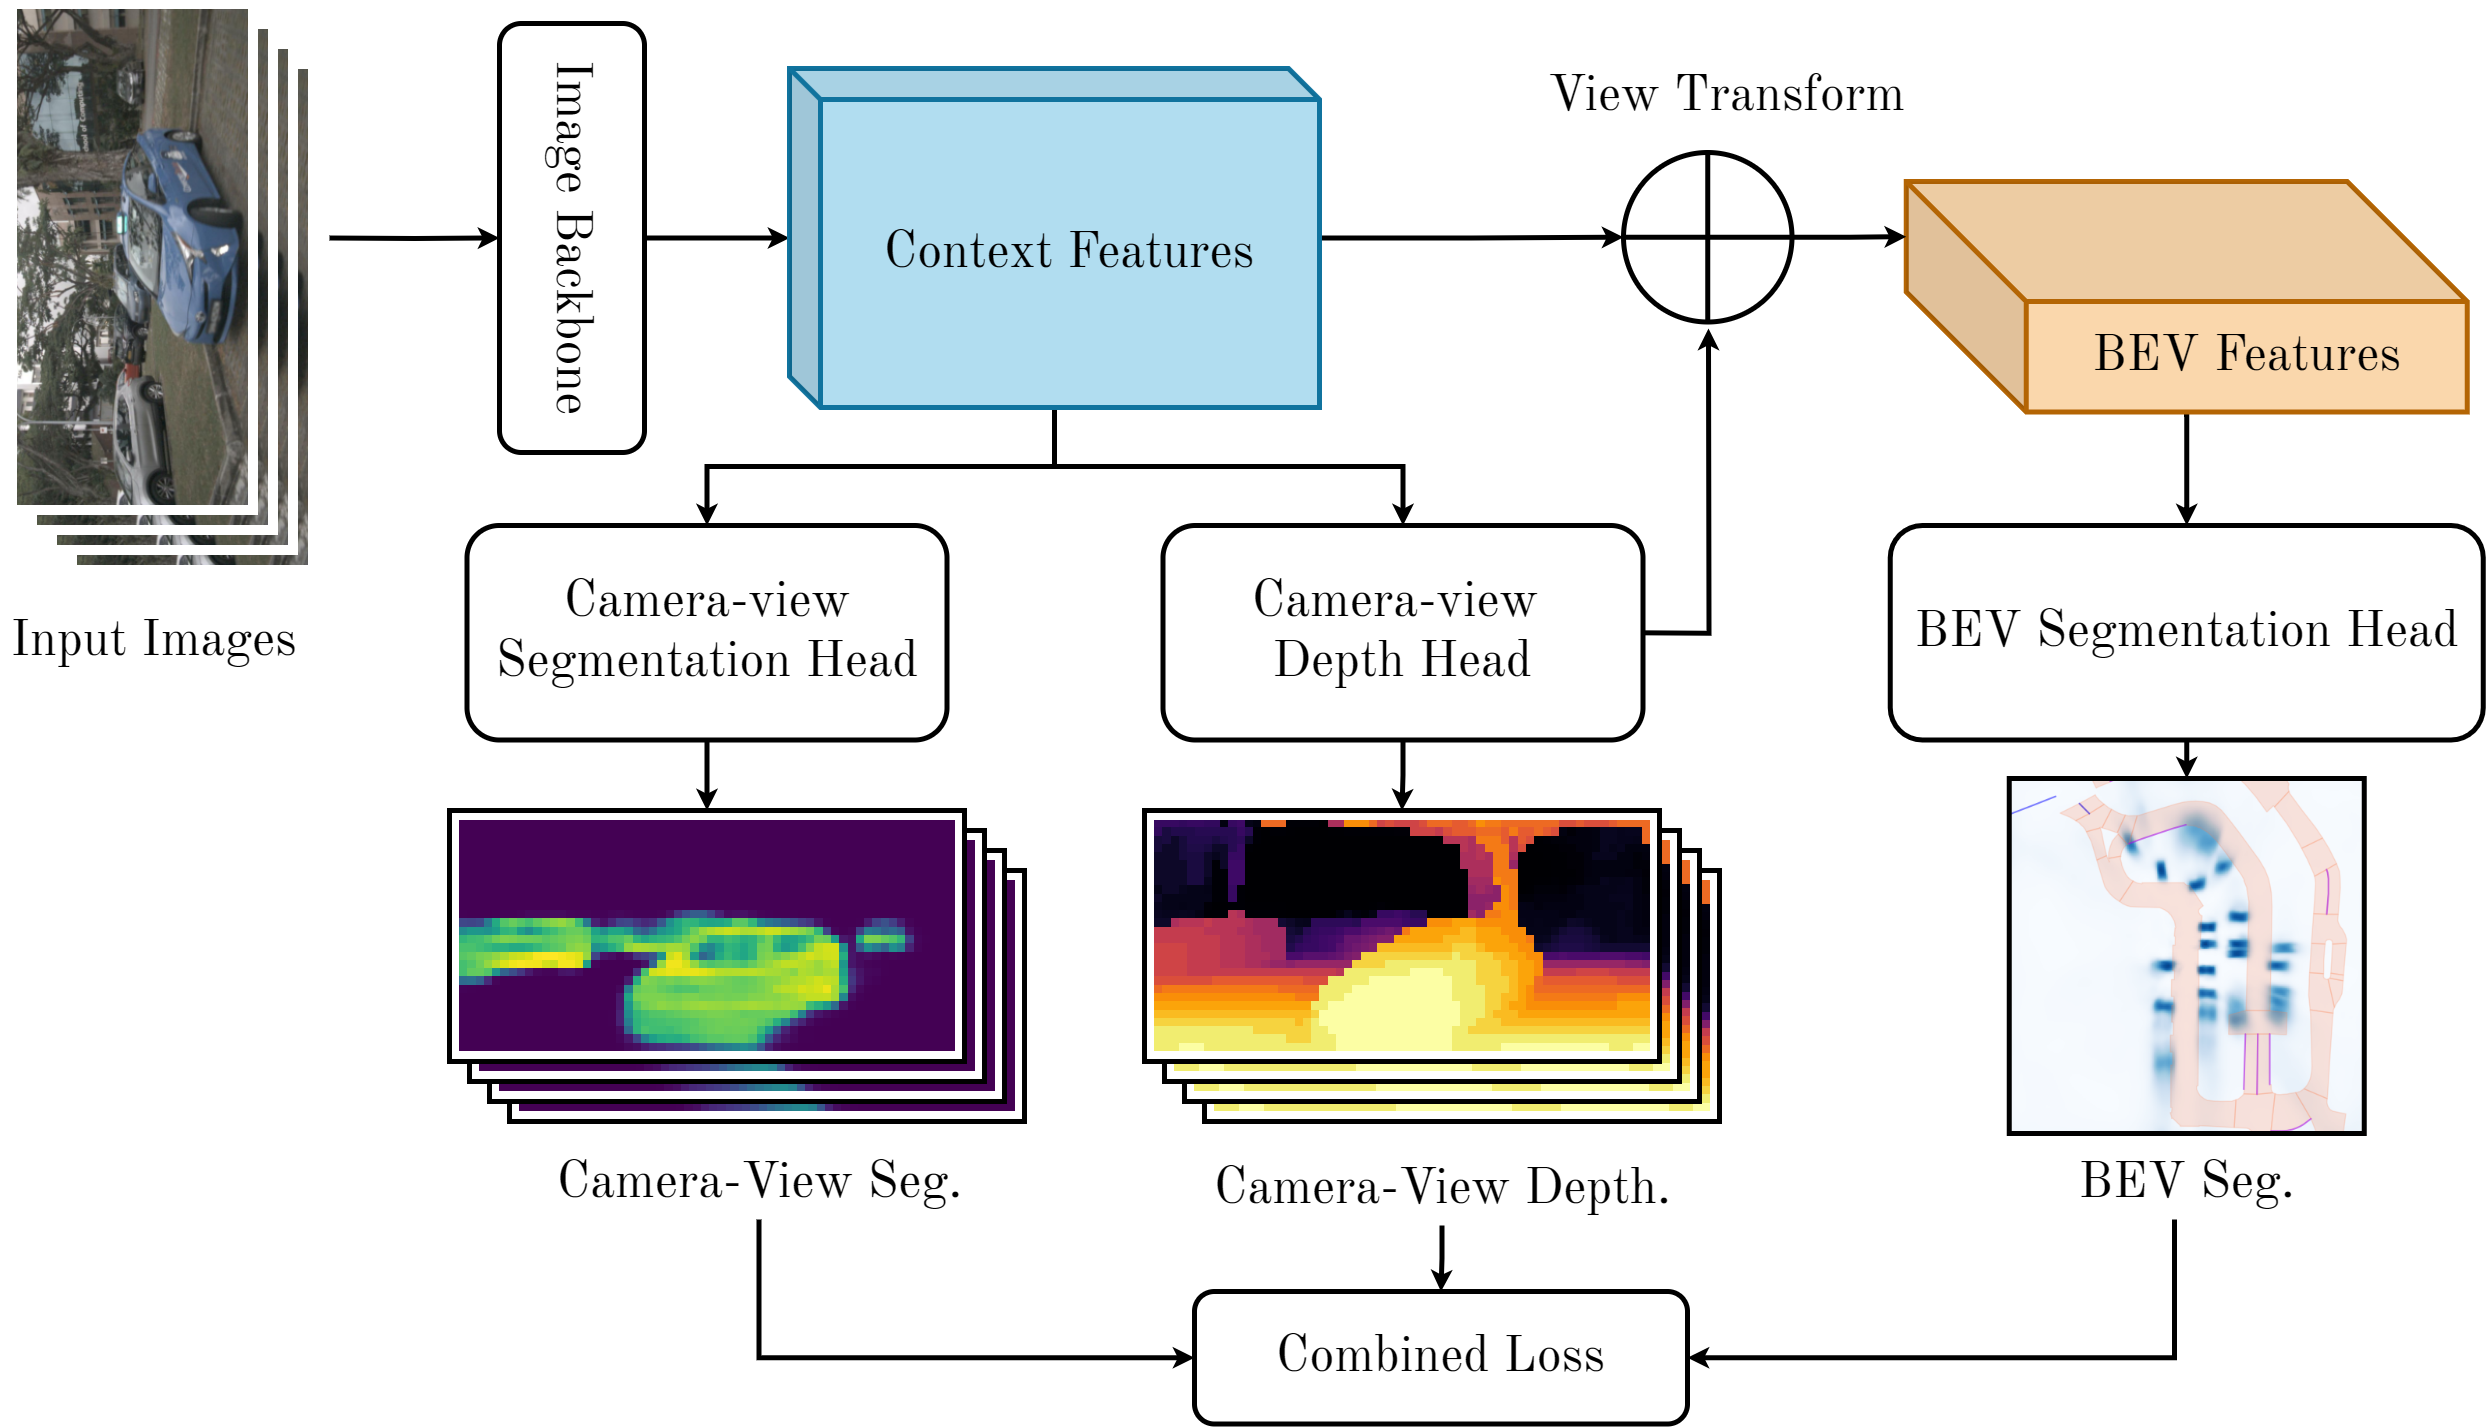 Input Images
Image Backbone
Context Features
View Transform
BEV Features
Camera-view
Segmentation Head
Camera-view
Depth Head
BEV Segmentation Head
Camera-View Seg.
Camera-View Depth.
BEV Seg.
Combined Loss